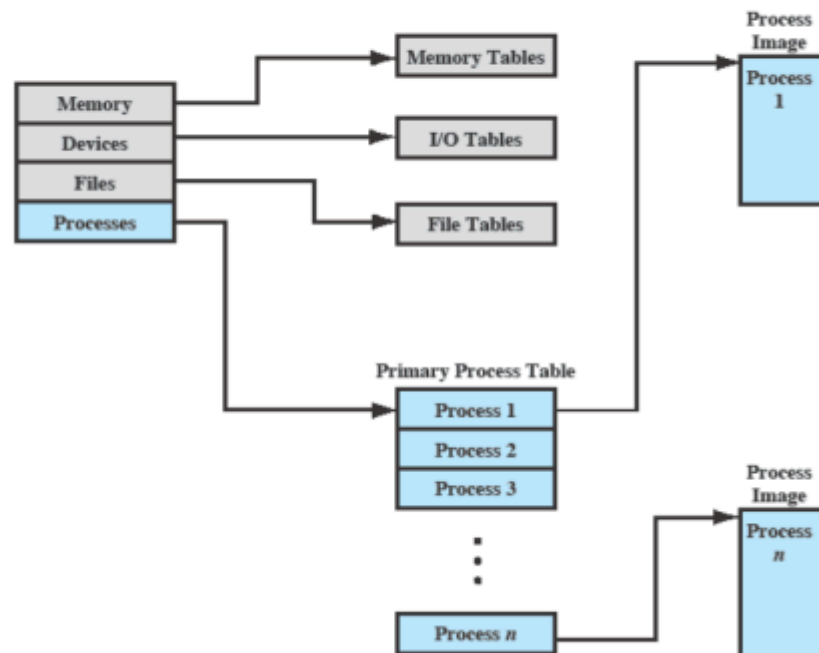 Process
Image
Process
1
Memory Tables
Memory
Devices
Files
Processes
I/O Tables
File Tables
Primary Process Table
Process 1
Process 2
Process 3
Process n
Process
Image
Process
n